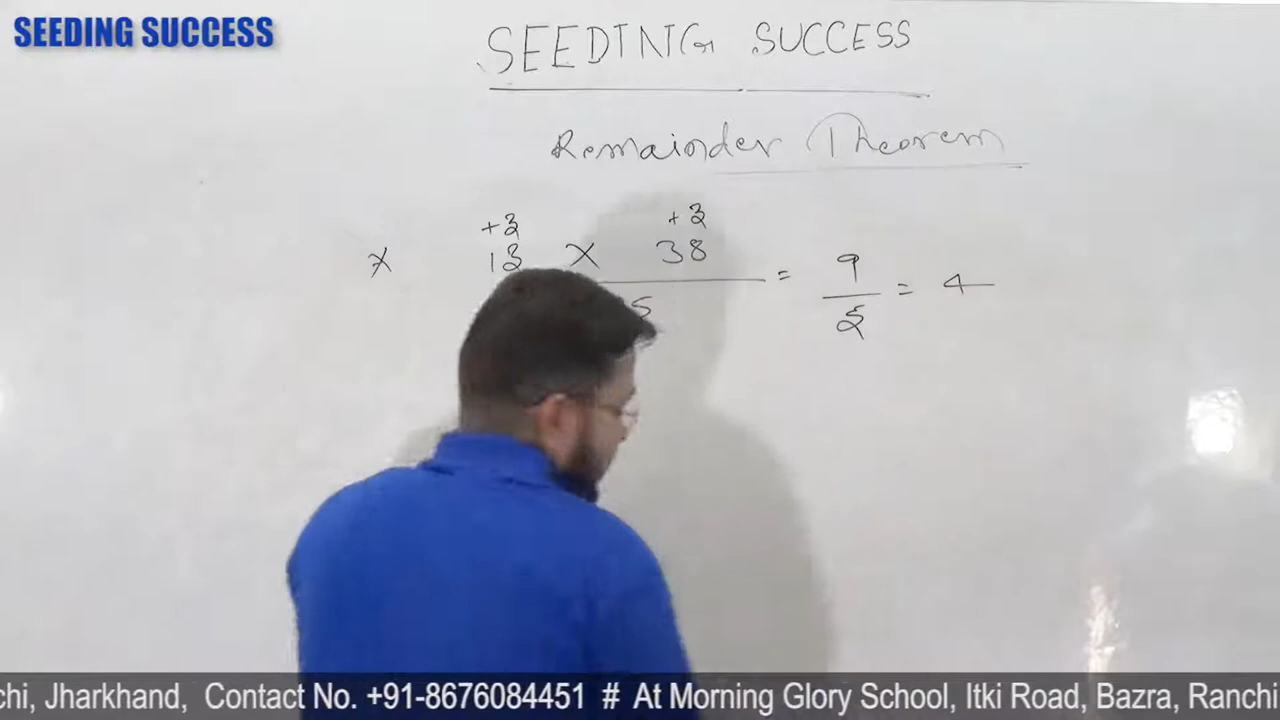 SEEDING SUCCESS
SEEDING SUCCESS
Remainder Theorem
+3 +3
× 13 × 38 = 9 = 4
5 5
chi, Jharkhand, Contact No. +91-8676084451 # At Morning Glory School, Itki Road, Bazra, Ranchi